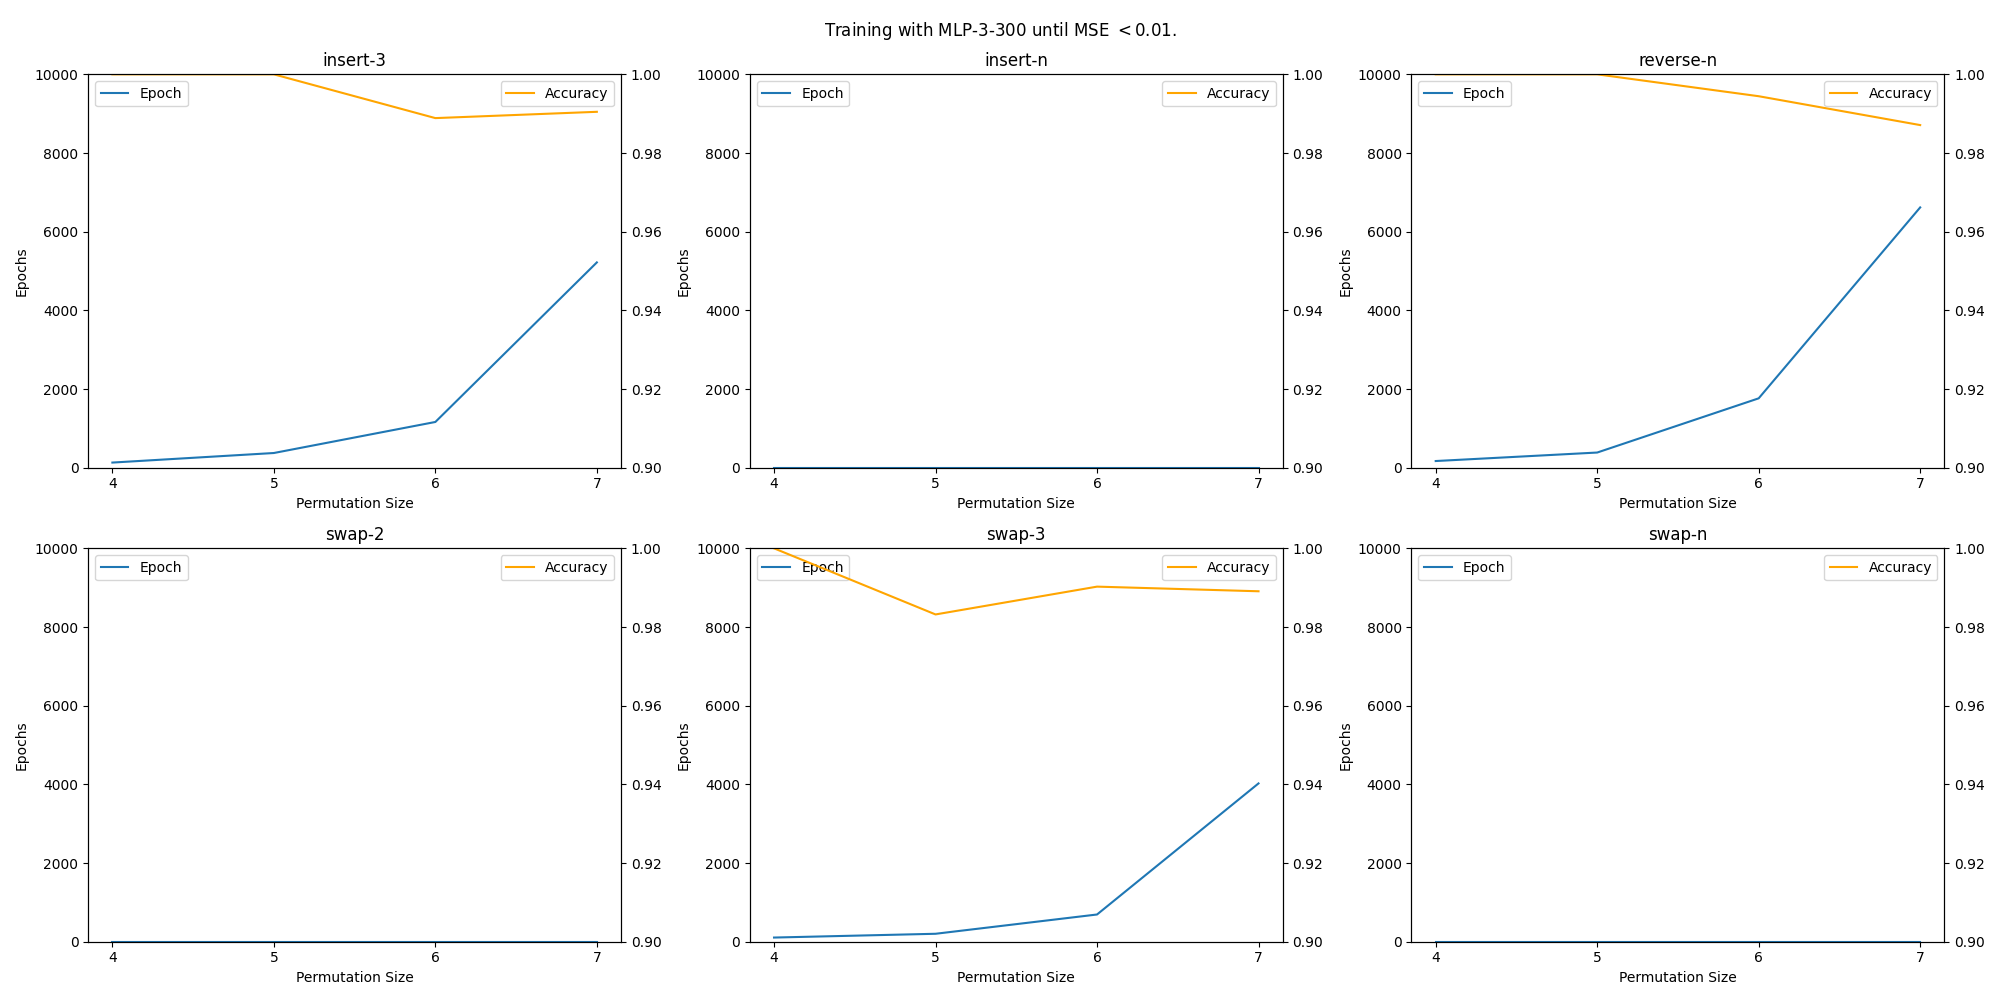 Training with MLP-3-300 until MSE < 0.01.
insert-3
Epoch
Accuracy
10000
8000
6000
4000
2000
0
Epochs
1.00
0.98
0.96
0.94
0.92
0.90
4 5 6 7
Permutation Size
insert-n
Epoch
Accuracy
10000
8000
6000
4000
2000
0
Epochs
1.00
0.98
0.96
0.94
0.92
0.90
4 5 6 7
Permutation Size
reverse-n
Epoch
Accuracy
10000
8000
6000
4000
2000
0
Epochs
1.00
0.98
0.96
0.94
0.92
0.90
4 5 6 7
Permutation Size
swap-2
Epoch
Accuracy
10000
8000
6000
4000
2000
0
Epochs
1.00
0.98
0.96
0.94
0.92
0.90
4 5 6 7
Permutation Size
swap-3
Epoch
Accuracy
10000
8000
6000
4000
2000
0
Epochs
1.00
0.98
0.96
0.94
0.92
0.90
4 5 6 7
Permutation Size
swap-n
Epoch
Accuracy
10000
8000
6000
4000
2000
0
Epochs
1.00
0.98
0.96
0.94
0.92
0.90
4 5 6 7
Permutation Size